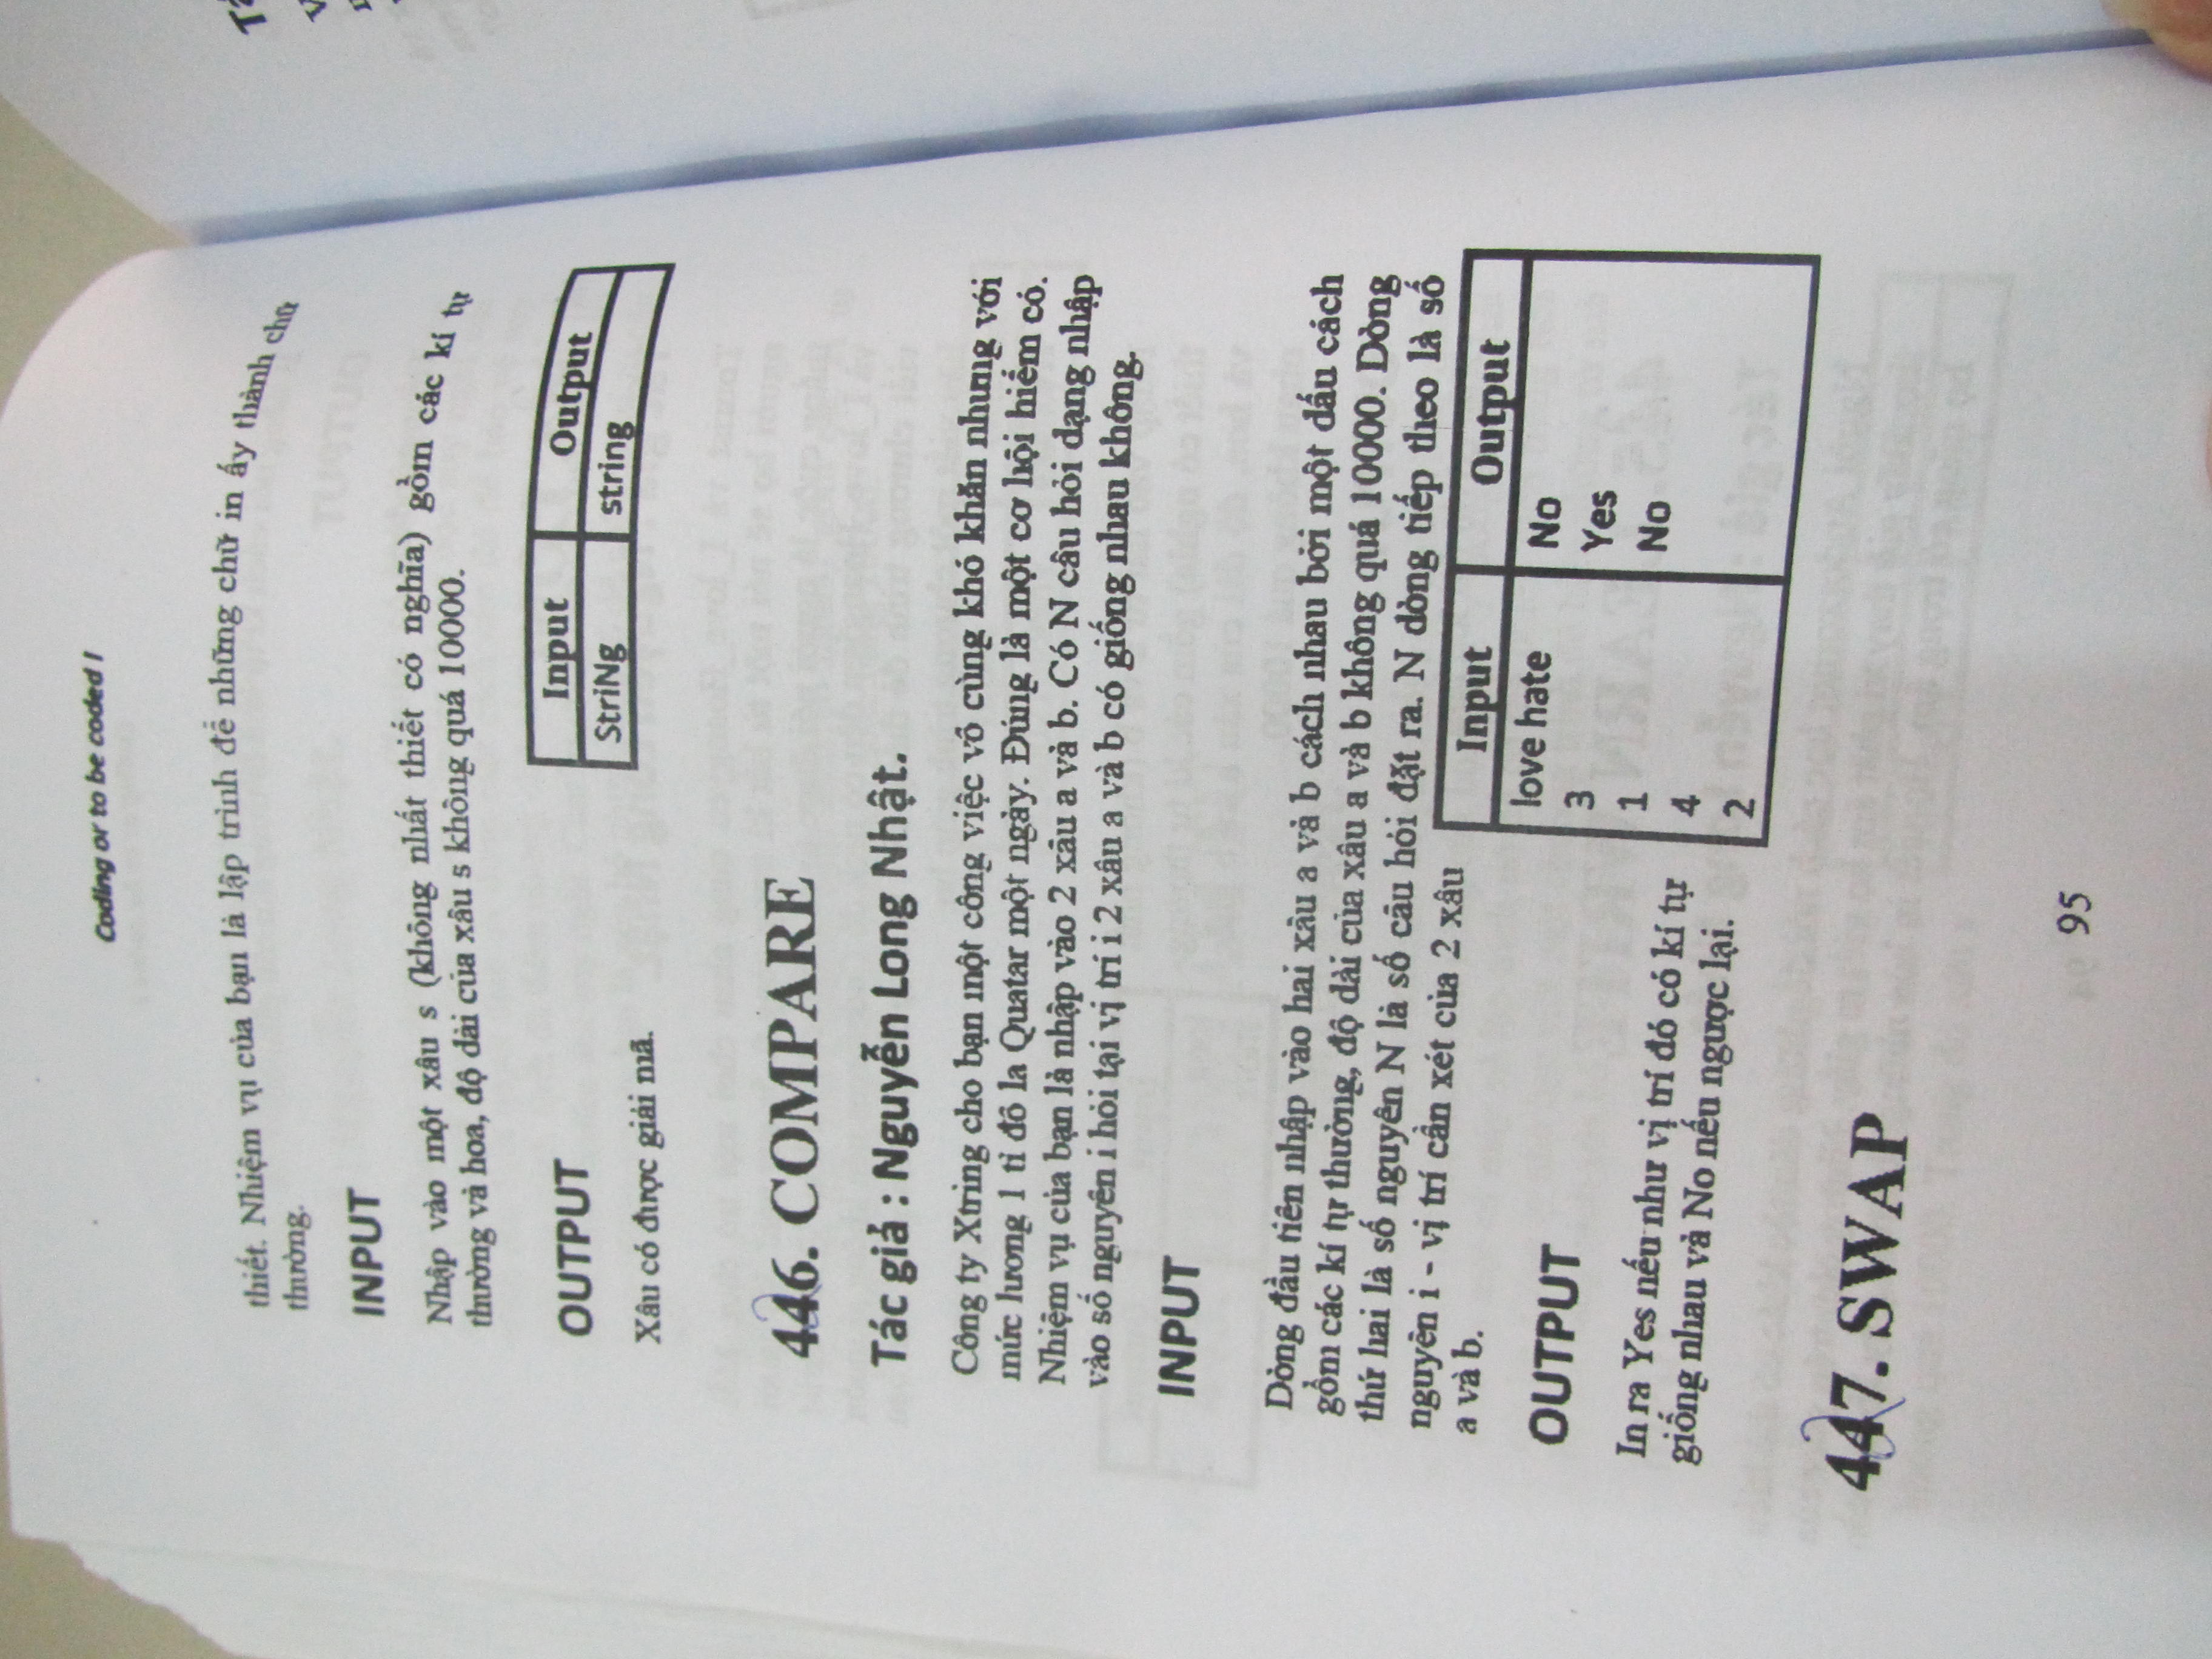 Coding or to be coded !
thiết. Nhiệm vụ của bạn là lập trình để những chữ in ấy thành chữ
thường.
INPUT
Nhập vào một xâu s (không nhất thiết có nghĩa) gồm các kí tự
thường và hoa, độ dài của xâu s không quá 10000.
OUTPUT
Xâu có được giải mã.
Input Output
StriNg string
446. COMPARE
Tác giả : Nguyễn Long Nhật.
Công ty Xtring cho bạn một công việc vô cùng khó khăn nhưng với
mức lương 1 tỉ đô la Quatar một ngày. Đúng là một cơ hội hiếm có.
Nhiệm vụ của bạn là nhập vào 2 xâu a và b. Có N câu hỏi dạng nhập
vào số nguyên i hỏi tại vị trí i 2 xâu a và b có giống nhau không.
INPUT
Dòng đầu tiên nhập vào hai xâu a và b cách nhau bởi một dấu cách
gồm các kí tự thường, độ dài của xâu a và b không quá 10000. Dòng
thứ hai là số nguyên N là số câu hỏi đặt ra. N dòng tiếp theo là số
nguyên i - vị trí cần xét của 2 xâu
a và b.
OUTPUT
In ra Yes nếu như vị trí đó có kí tự
giống nhau và No nếu ngược lại.
Input Output
love hate No
3 Yes
1 No
4
2
447. SWAP
95